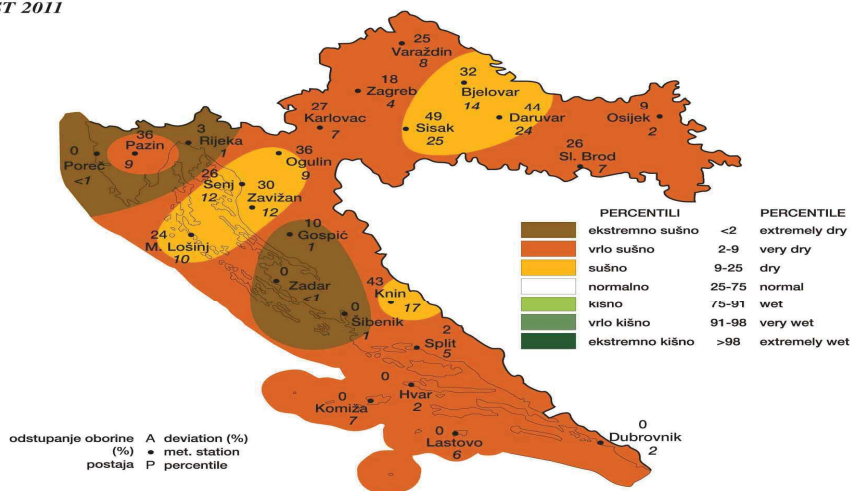 ST 2011
25
Varaždin
8
18
Zagreb
4
32
Bjelovar
14
27
Karlovac
7
49
Sisak
25
44
Daruvar
24
9
Osijek
2
26
Sl. Brod
7
36
Pazin
9
3
Rijeka
1
0
Poreč
<1
36
Ogulin
9
26
Senj
12
30
Zavižan
12
24
M. Lošinj
10
10
Gospić
1
0
Zadar
<1
43
Knin
17
0
Šibenik
1
2
Split
5
0
Hvar
2
0
Komiža
7
0
Lastovo
6
0
Dubrovnik
2
PERCENTILI PERCENTILE
ekstremno sušno <2 extremely dry
vrlo sušno 2-9 very dry
sušno 9-25 dry
normalno 25-75 normal
kišno 75-91 wet
vrlo kišno 91-98 very wet
ekstremno kišno >98 extremely wet
odstupanje oborine A deviation (%)
(%) ● met. station
postaja P percentile